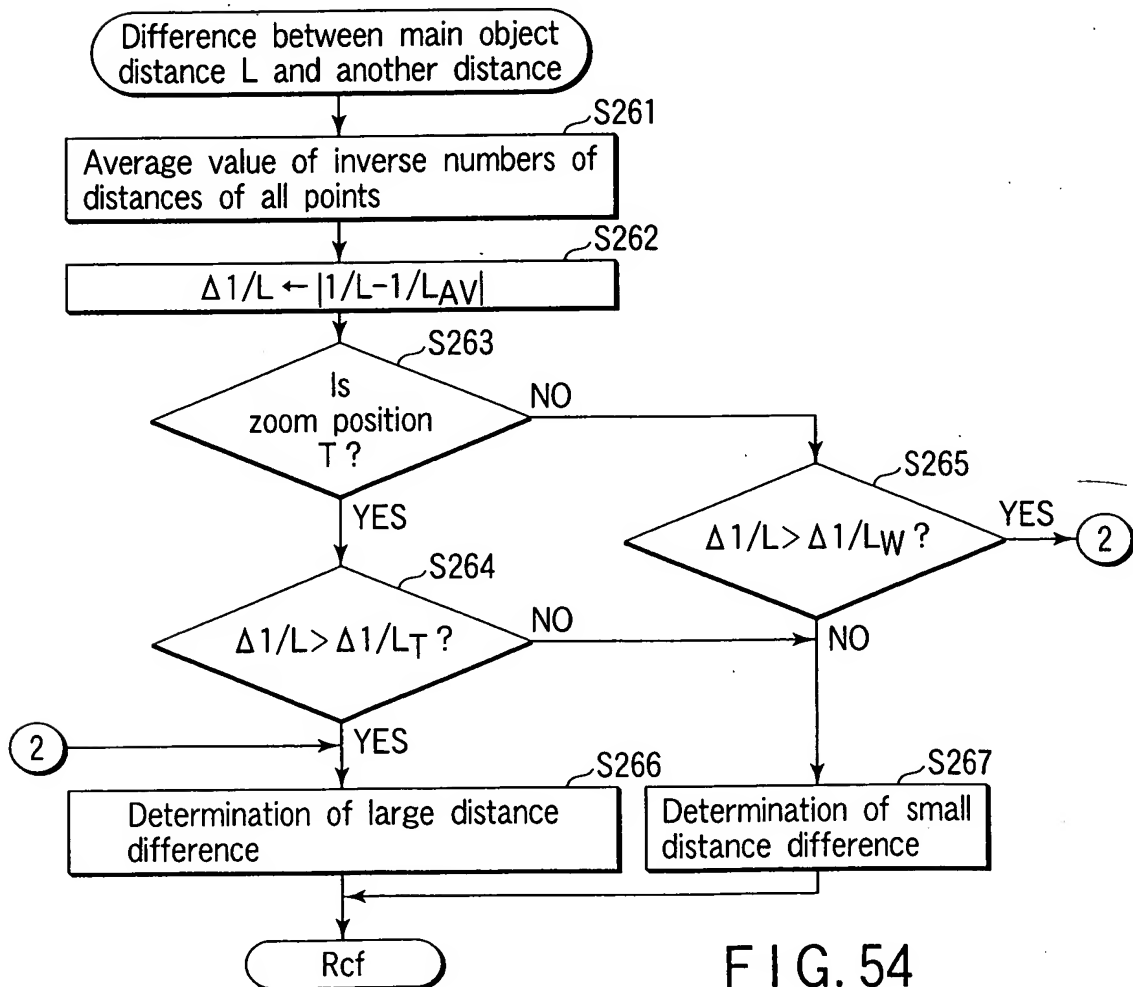 Difference between main object
distance L and another distance
S261
Average value of inverse numbers of
distances of all points
S262
Δ1/L ← |1/L-1/LAV|
S263
Is
zoom position
T?
NO
YES
S265
Δ1/L > Δ1/LW ?
YES
2
NO
S264
Δ1/L > Δ1/LT ?
NO
YES
2
S266
Determination of large distance
difference
S267
Determination of small
distance difference
Rcf
FIG. 54